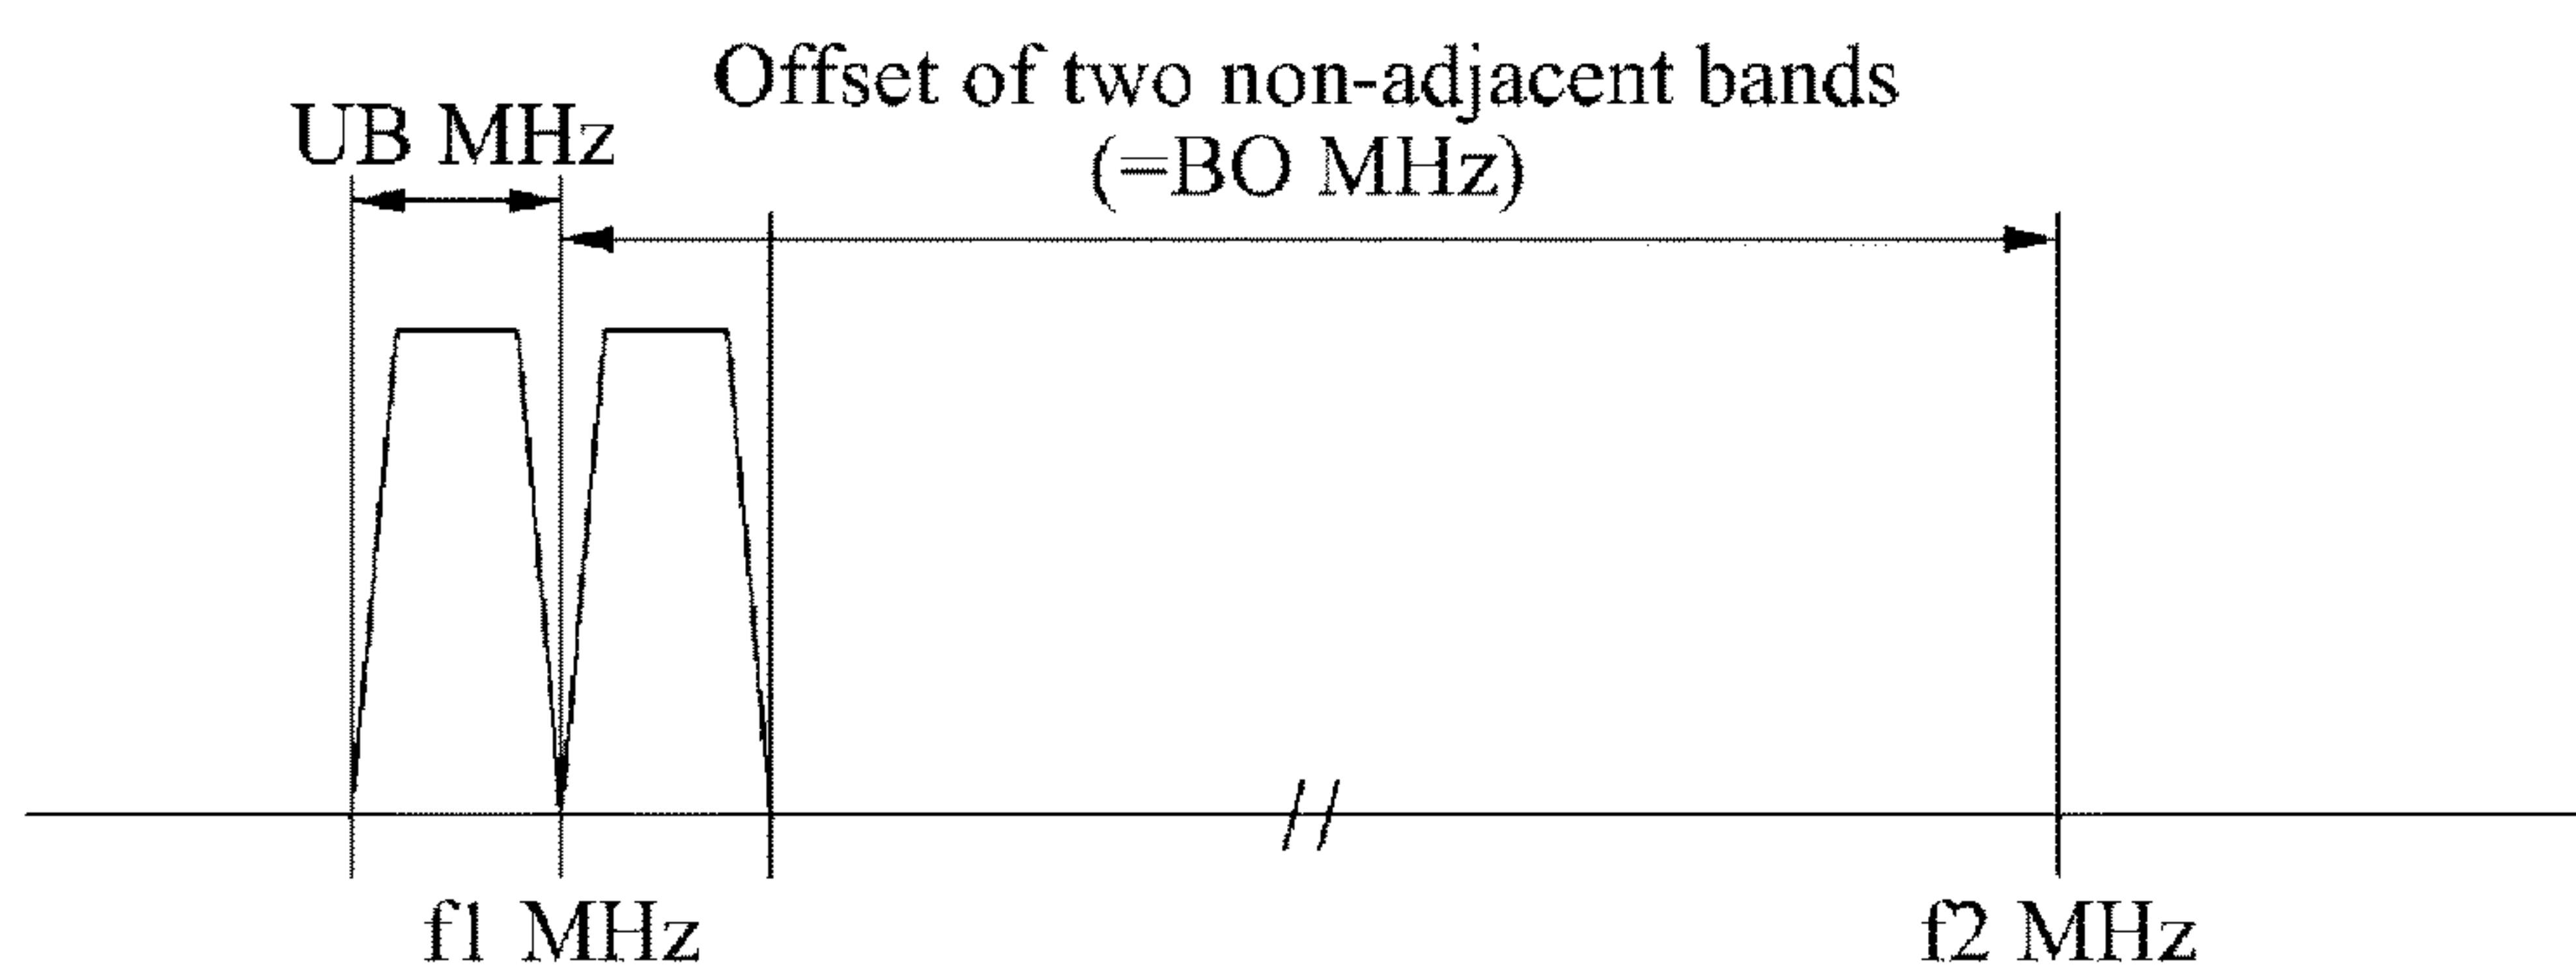 Offset of two non-adjacent bands
UB MHz
(=BO MHz)
f1 MHz
f2 MHz